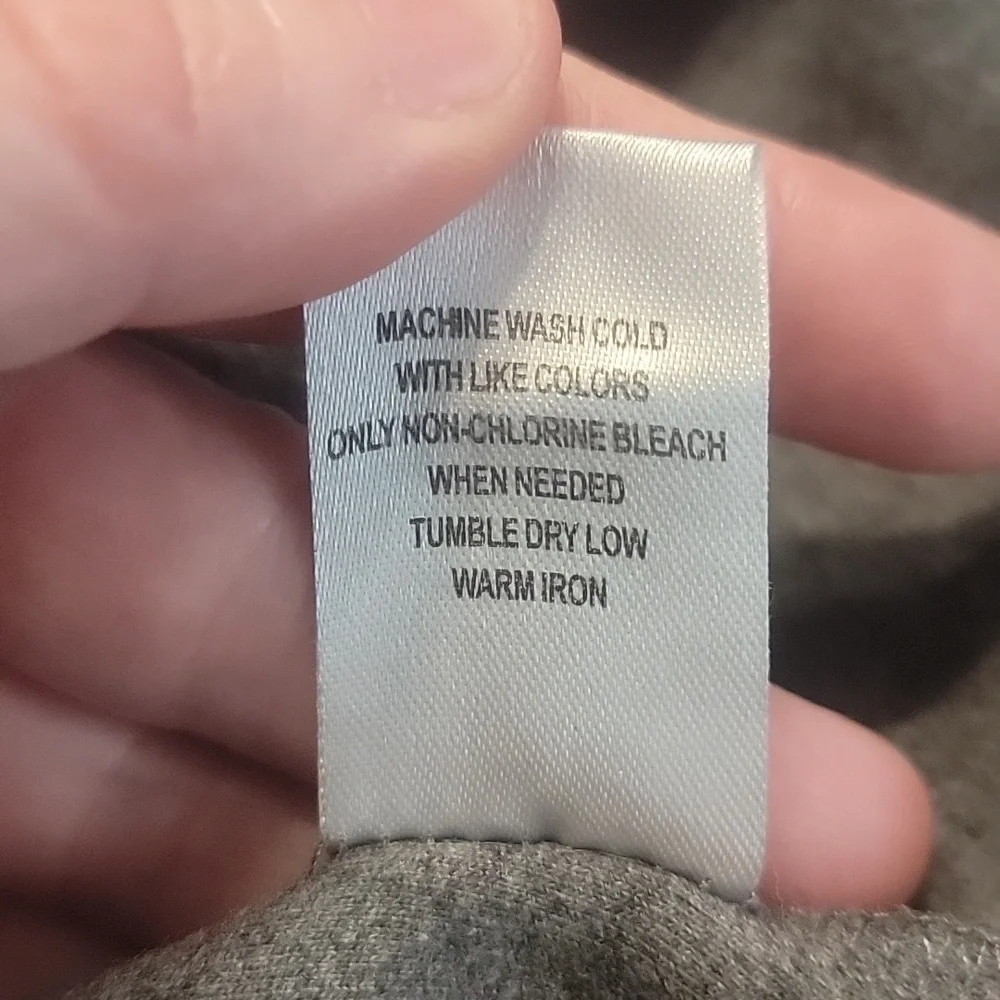 MACHINE WASH COLD
WITH LIKE COLORS
ONLY NON-CHLORINE BLEACH
WHEN NEEDED
TUMBLE DRY LOW
WARM IRON